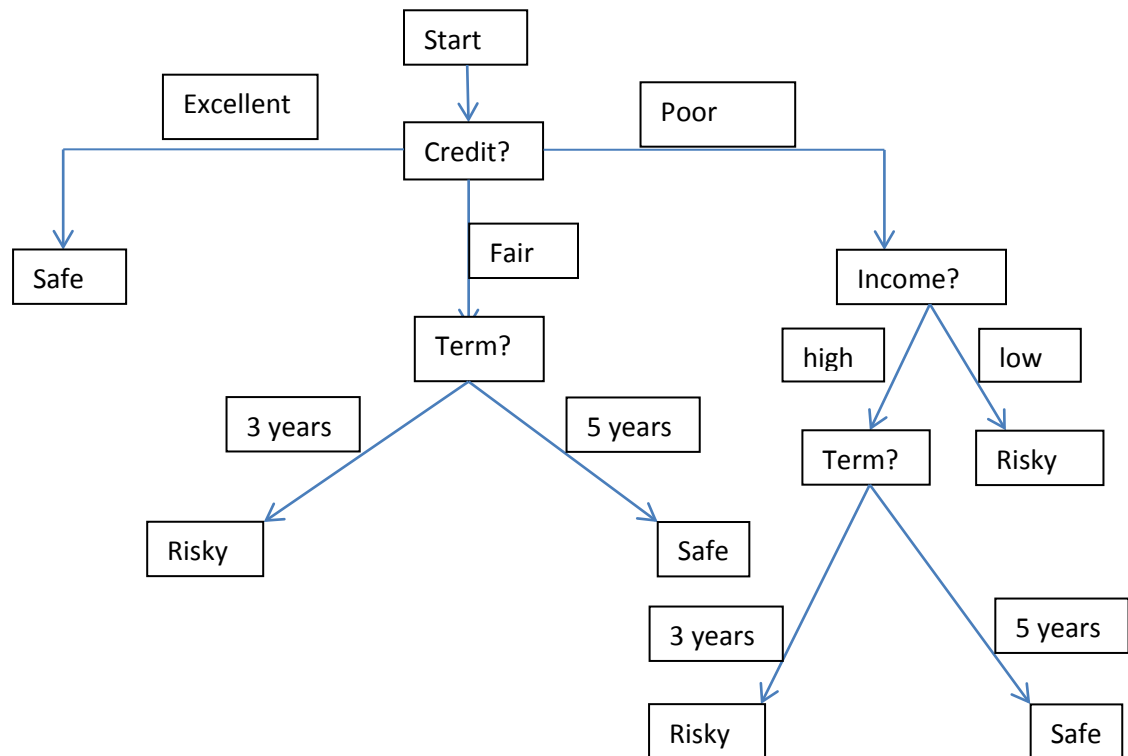 Start
Excellent
Poor
Credit?
Fair
Safe
Income?
Term?
high
low
3 years
5 years
Term?
Risky
Risky
Safe
3 years
5 years
Risky
Safe